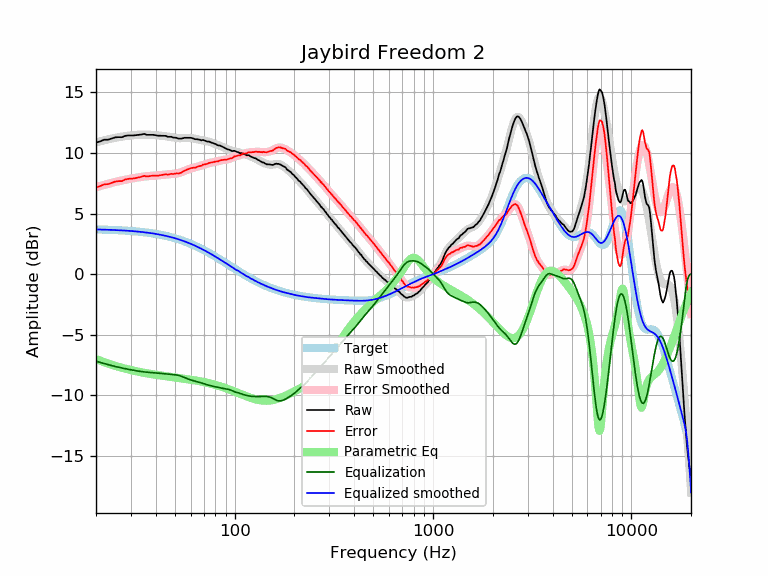 Jaybird Freedom 2
Amplitude (dBr)
15
10
5
0
−5
−10
−15
Target
Raw Smoothed
Error Smoothed
Raw
Error
Parametric Eq
Equalization
Equalized smoothed
100
1000
10000
Frequency (Hz)